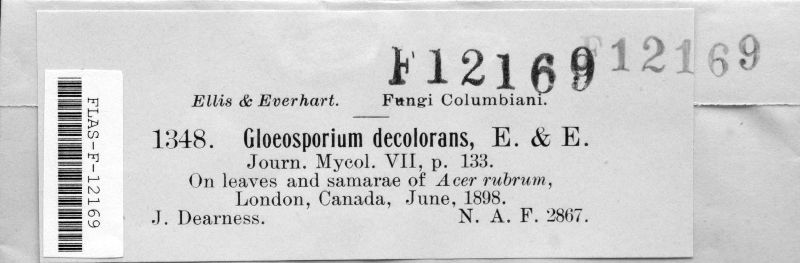 F12169 F12169
Ellis & Everhart. Fungi Columbiani.
1348. Gloeosporium decolorans, E. & E.
Journ. Mycol. VII, p. 133.
On leaves and samarae of Acer rubrum,
London, Canada, June, 1898.
J. Dearness. N. A. F. 2867.
FLAS-F-12169